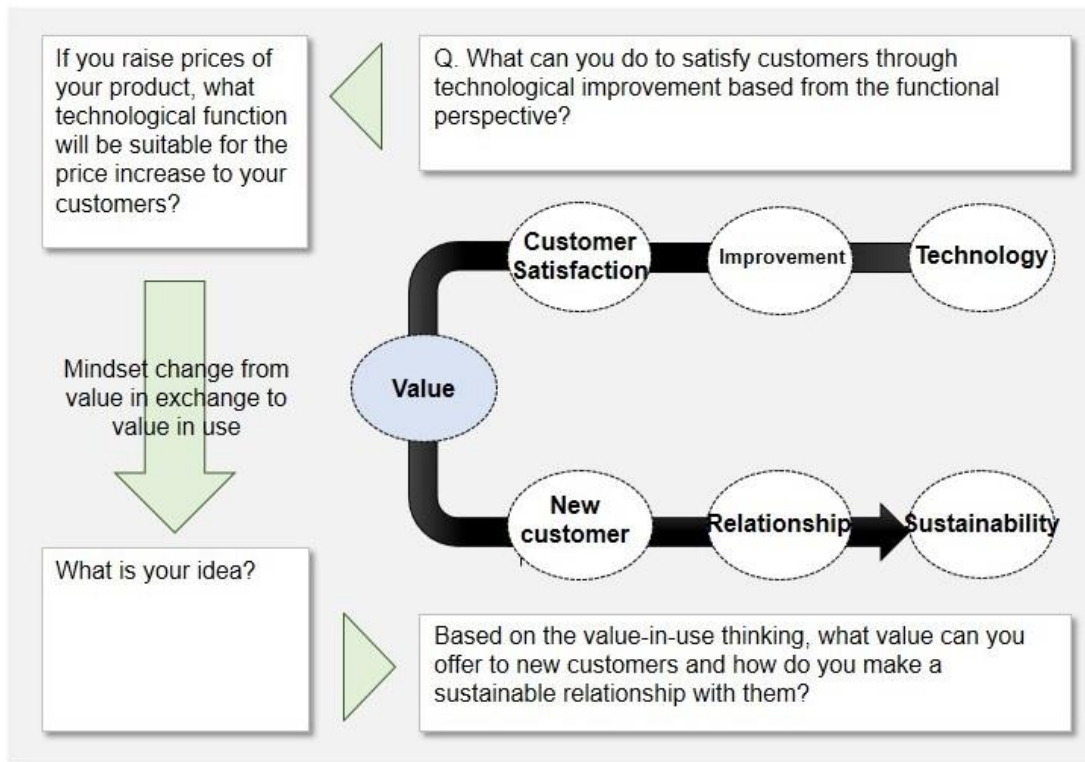 If you raise prices of
your product, what
technological function
will be suitable for the
price increase to your
customers?
Q. What can you do to satisfy customers through
technological improvement based from the functional
perspective?
Customer
Satisfaction
Improvement
Technology
Mindset change from
value in exchange to
value in use
Value
New
customer
Relationship
Sustainability
What is your idea?
Based on the value-in-use thinking, what value can you
offer to new customers and how do you make a
sustainable relationship with them?